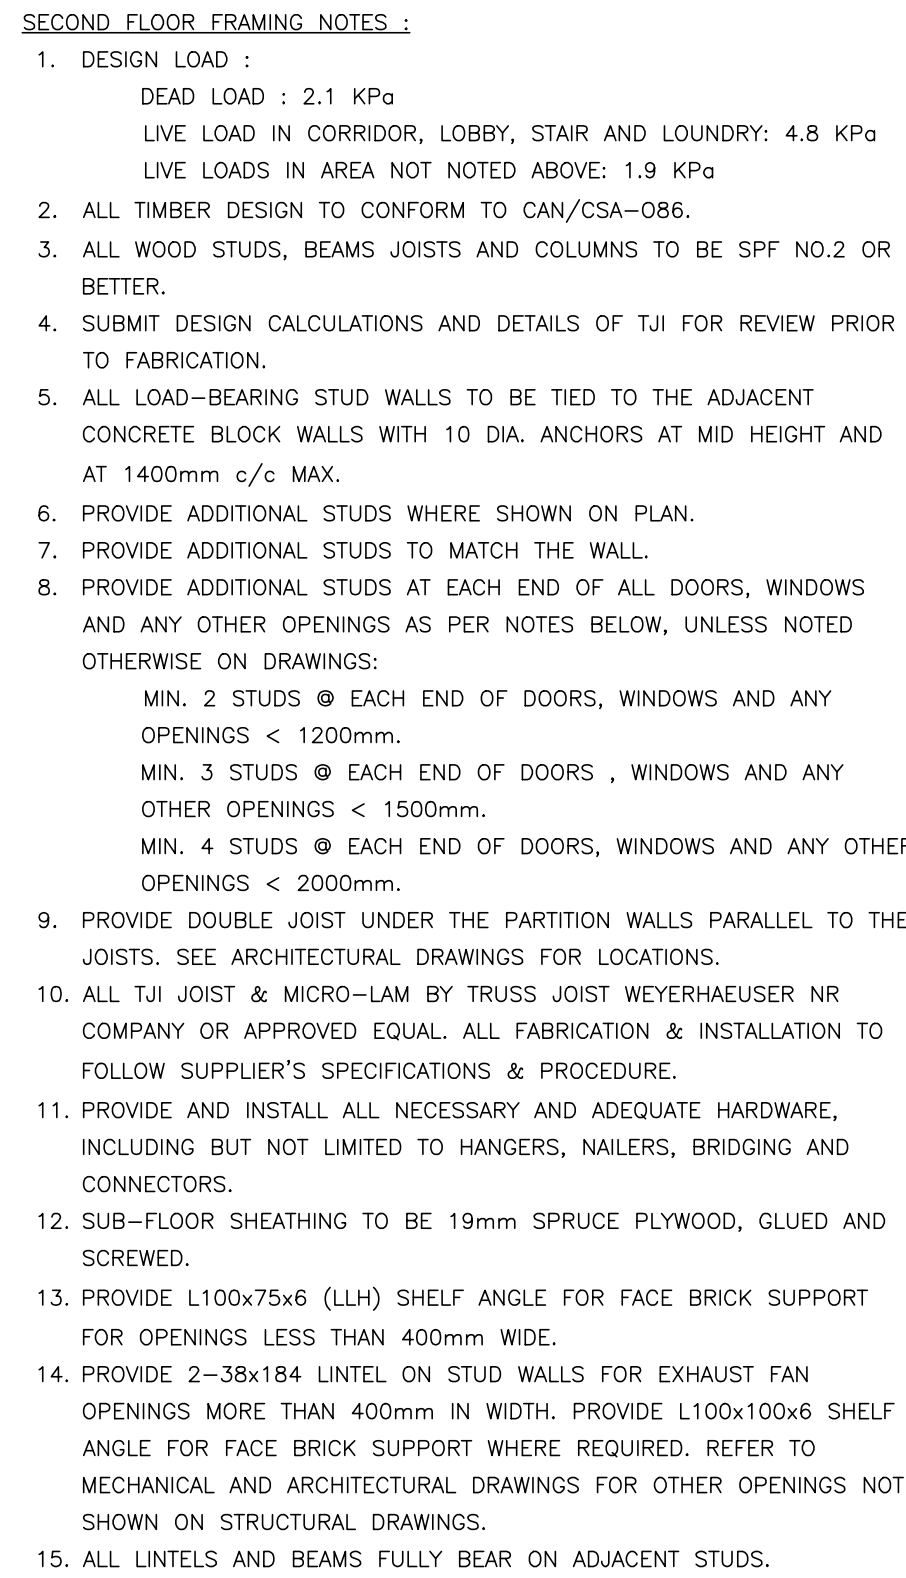 SECOND FLOOR FRAMING NOTES :
1. DESIGN LOAD :
DEAD LOAD : 2.1 KPa
LIVE LOAD IN CORRIDOR, LOBBY, STAIR AND LOUNDRY: 4.8 KPa
LIVE LOADS IN AREA NOT NOTED ABOVE: 1.9 KPa
2. ALL TIMBER DESIGN TO CONFORM TO CAN/CSA-O86.
3. ALL WOOD STUDS, BEAMS JOISTS AND COLUMNS TO BE SPF NO.2 OR
BETTER.
4. SUBMIT DESIGN CALCULATIONS AND DETAILS OF TJI FOR REVIEW PRIOR
TO FABRICATION.
5. ALL LOAD-BEARING STUD WALLS TO BE TIED TO THE ADJACENT
CONCRETE BLOCK WALLS WITH 10 DIA. ANCHORS AT MID HEIGHT AND
AT 1400mm c/c MAX.
6. PROVIDE ADDITIONAL STUDS WHERE SHOWN ON PLAN.
7. PROVIDE ADDITIONAL STUDS TO MATCH THE WALL.
8. PROVIDE ADDITIONAL STUDS AT EACH END OF ALL DOORS, WINDOWS
AND ANY OTHER OPENINGS AS PER NOTES BELOW, UNLESS NOTED
OTHERWISE ON DRAWINGS:
MIN. 2 STUDS @ EACH END OF DOORS, WINDOWS AND ANY
OPENINGS < 1200mm.
MIN. 3 STUDS @ EACH END OF DOORS , WINDOWS AND ANY
OTHER OPENINGS < 1500mm.
MIN. 4 STUDS @ EACH END OF DOORS, WINDOWS AND ANY OTHER
OPENINGS < 2000mm.
9. PROVIDE DOUBLE JOIST UNDER THE PARTITION WALLS PARALLEL TO THE
JOISTS. SEE ARCHITECTURAL DRAWINGS FOR LOCATIONS.
10. ALL TJI JOIST & MICRO-LAM BY TRUSS JOIST WEYERHAEUSER NR
COMPANY OR APPROVED EQUAL. ALL FABRICATION & INSTALLATION TO
FOLLOW SUPPLIER'S SPECIFICATIONS & PROCEDURE.
11. PROVIDE AND INSTALL ALL NECESSARY AND ADEQUATE HARDWARE,
INCLUDING BUT NOT LIMITED TO HANGERS, NAILERS, BRIDGING AND
CONNECTORS.
12. SUB-FLOOR SHEATHING TO BE 19mm SPRUCE PLYWOOD, GLUED AND
SCREWED.
13. PROVIDE L100x75x6 (LLH) SHELF ANGLE FOR FACE BRICK SUPPORT
FOR OPENINGS LESS THAN 400mm WIDE.
14. PROVIDE 2-38x184 LINTEL ON STUD WALLS FOR EXHAUST FAN
OPENINGS MORE THAN 400mm IN WIDTH. PROVIDE L100x100x6 SHELF
ANGLE FOR FACE BRICK SUPPORT WHERE REQUIRED. REFER TO
MECHANICAL AND ARCHITECTURAL DRAWINGS FOR OTHER OPENINGS NOT
SHOWN ON STRUCTURAL DRAWINGS.
15. ALL LINTELS AND BEAMS FULLY BEAR ON ADJACENT STUDS.